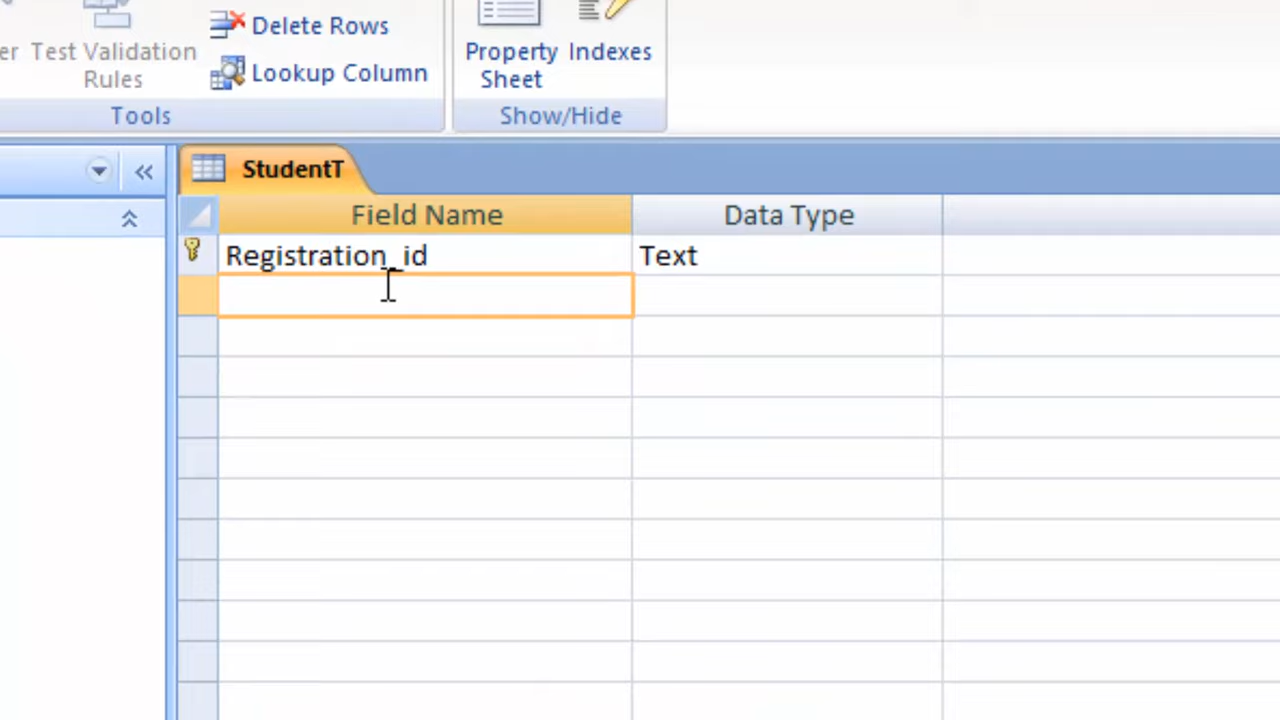 Delete Rows
er Test Validation Rules
Lookup Column
Property Sheet
Indexes
Tools
Show/Hide
StudentT
Field Name
Data Type
Registration_id
Text